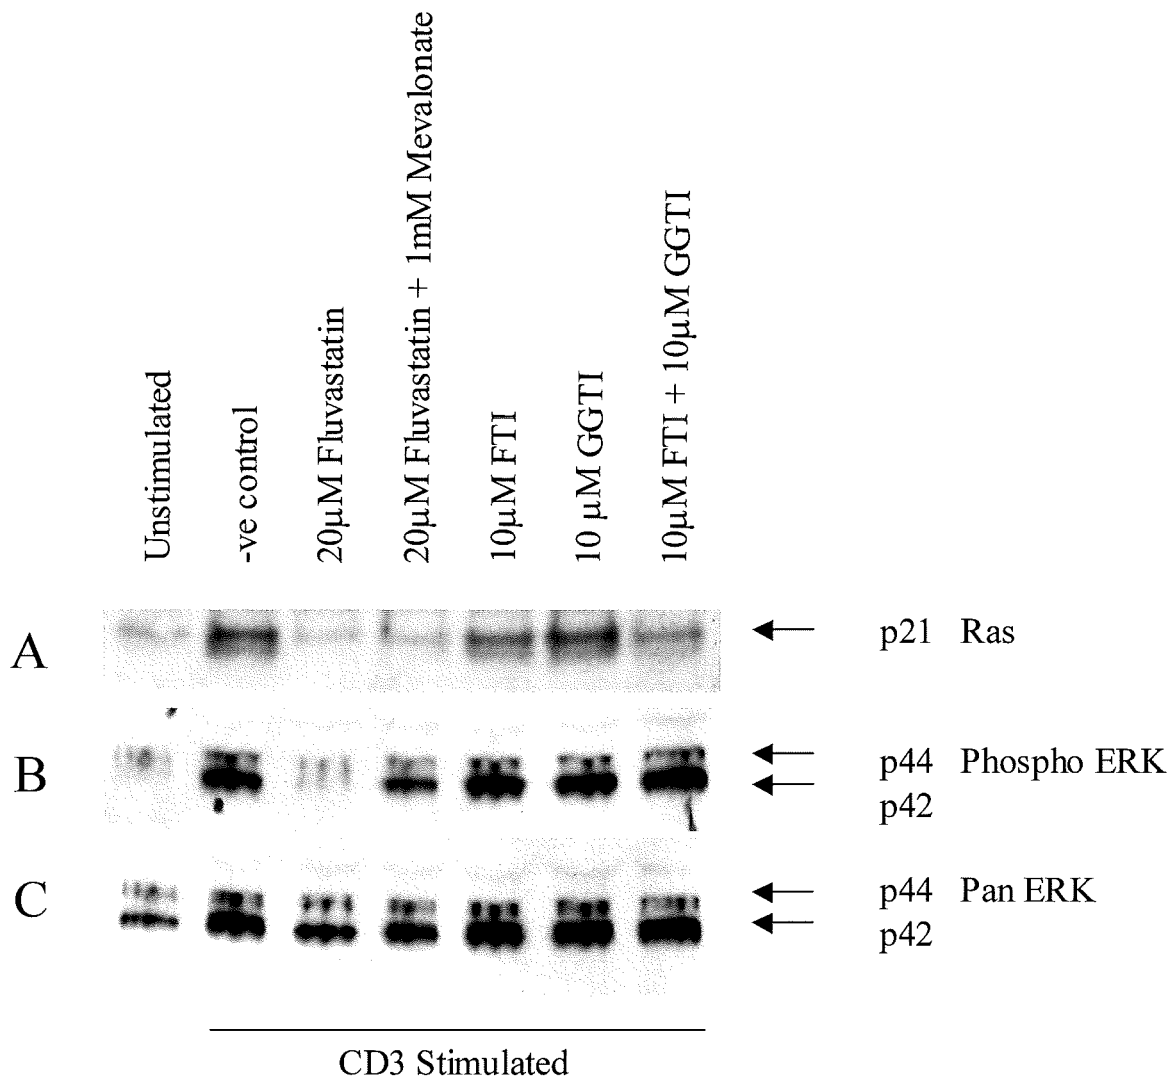 Unstimulated
-ve control
20µM Fluvastatin
20µM Fluvastatin + 1mM Mevalonate
10µM FTI
10 µM GGTI
10µM FTI + 10µM GGTI
A
p21 Ras
B
p44 Phospho ERK
p42
C
p44 Pan ERK
p42
CD3 Stimulated